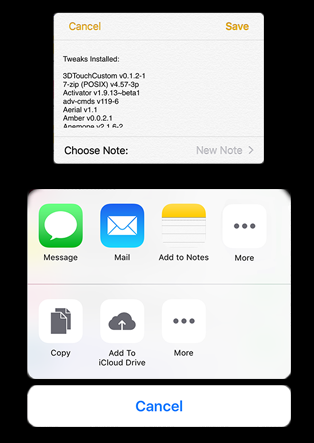 Cancel Save
Tweaks Installed:
3DTouchCustom v0.1.2-1
7-zip (POSIX) v4.57-3p
Activator v1.9.13~beta1
adv-cmds v119-6
Aerial v1.1
Amber v0.0.2.1
Anemone v2.1.6-2
Choose Note: New Note
Message Mail Add to Notes More
Copy Add To More
iCloud Drive
Cancel